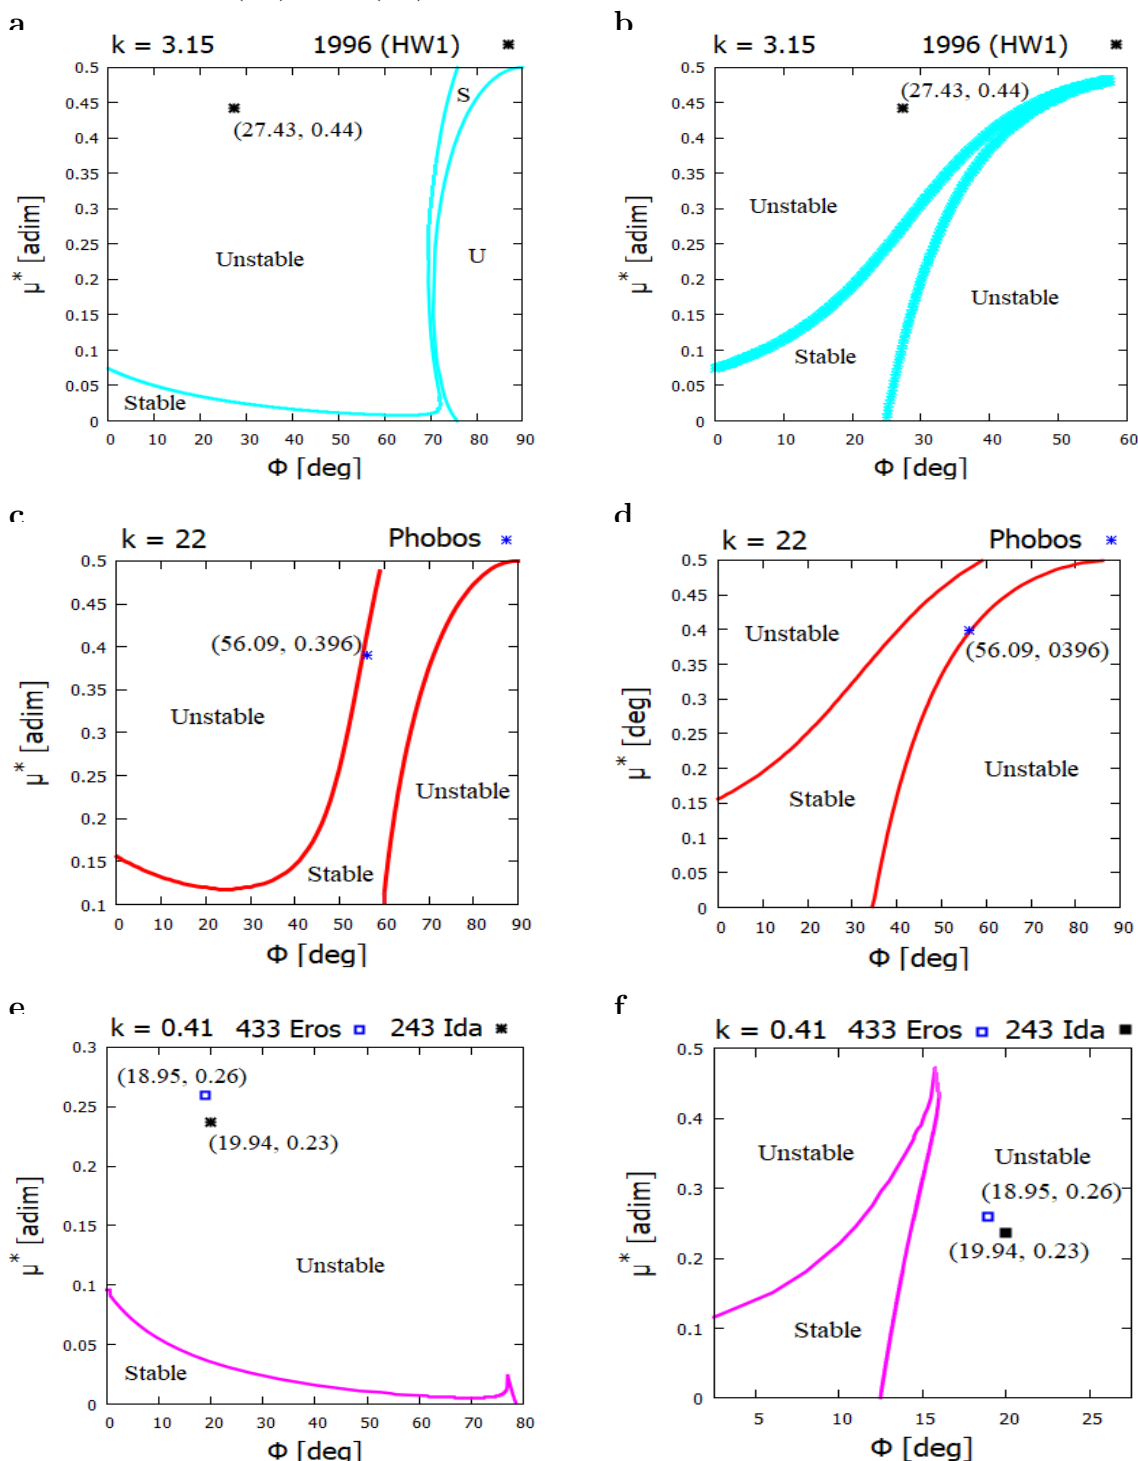 a
k = 3.15 1996 (HW1)
0.5
0.45
0.4
0.35
0.3
0.25
0.2
0.15
0.1
0.05
0
μ* [adim]
(27.43, 0.44)
S
Unstable
U
Stable
0 10 20 30 40 50 60 70 80 90
Φ [deg]
b
k = 3.15 1996 (HW1)
0.5
0.45
0.4
0.35
0.3
0.25
0.2
0.15
0.1
0.05
0
μ* [adim]
(27.43, 0.44)
Unstable
Unstable
Stable
0 10 20 30 40 50 60
Φ [deg]
c
k = 22 Phobos
0.5
0.45
0.4
0.35
0.3
0.25
0.2
0.15
0.1
μ* [adim]
(56.09, 0.396)
Unstable
Unstable
Stable
0 10 20 30 40 50 60 70 80 90
Φ [deg]
d
k = 22 Phobos
0.5
0.45
0.4
0.35
0.3
0.25
0.2
0.15
0.1
0.05
0
μ* [deg]
Unstable
(56.09, 0396)
Unstable
Stable
0 10 20 30 40 50 60 70 80 90
Φ [deg]
e
k = 0.41 433 Eros 243 Ida
0.3
0.25
0.2
0.15
0.1
0.05
0
μ* [adim]
(18.95, 0.26)
(19.94, 0.23)
Unstable
Stable
0 10 20 30 40 50 60 70 80
Φ [deg]
f
k = 0.41 433 Eros 243 Ida
0.5
0.4
0.3
0.2
0.1
0
μ* [adim]
Unstable
Unstable
(18.95, 0.26)
(19.94, 0.23)
Stable
5 10 15 20 25
Φ [deg]